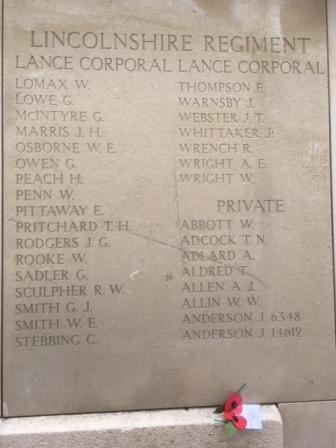 LINCOLNSHIRE REGIMENT
LANCE CORPORAL LANCE CORPORAL
LOMAX W.
LOWE G.
McINTYRE G.
MARRIS J. H.
OSBORNE W. E.
OWEN G.
PEACH H.
PENN W.
PITTAWAY E.
PRITCHARD T. H.
RODGERS J. G.
ROOKE W.
SADLER G.
SCULPHER R. W.
SMITH G. J.
SMITH W. E.
STEBBING C.
THOMPSON F.
WARNSBY J.
WEBSTER J. T.
WHITTAKER J.
WRENCH R.
WRIGHT A. E.
WRIGHT W.
PRIVATE
ABBOTT W.
ADCOCK T. N.
ADLARD A.
ALDRED T.
ALLEN A. J.
ALLIN W. W.
ANDERSON J. 6348
ANDERSON J. 14612